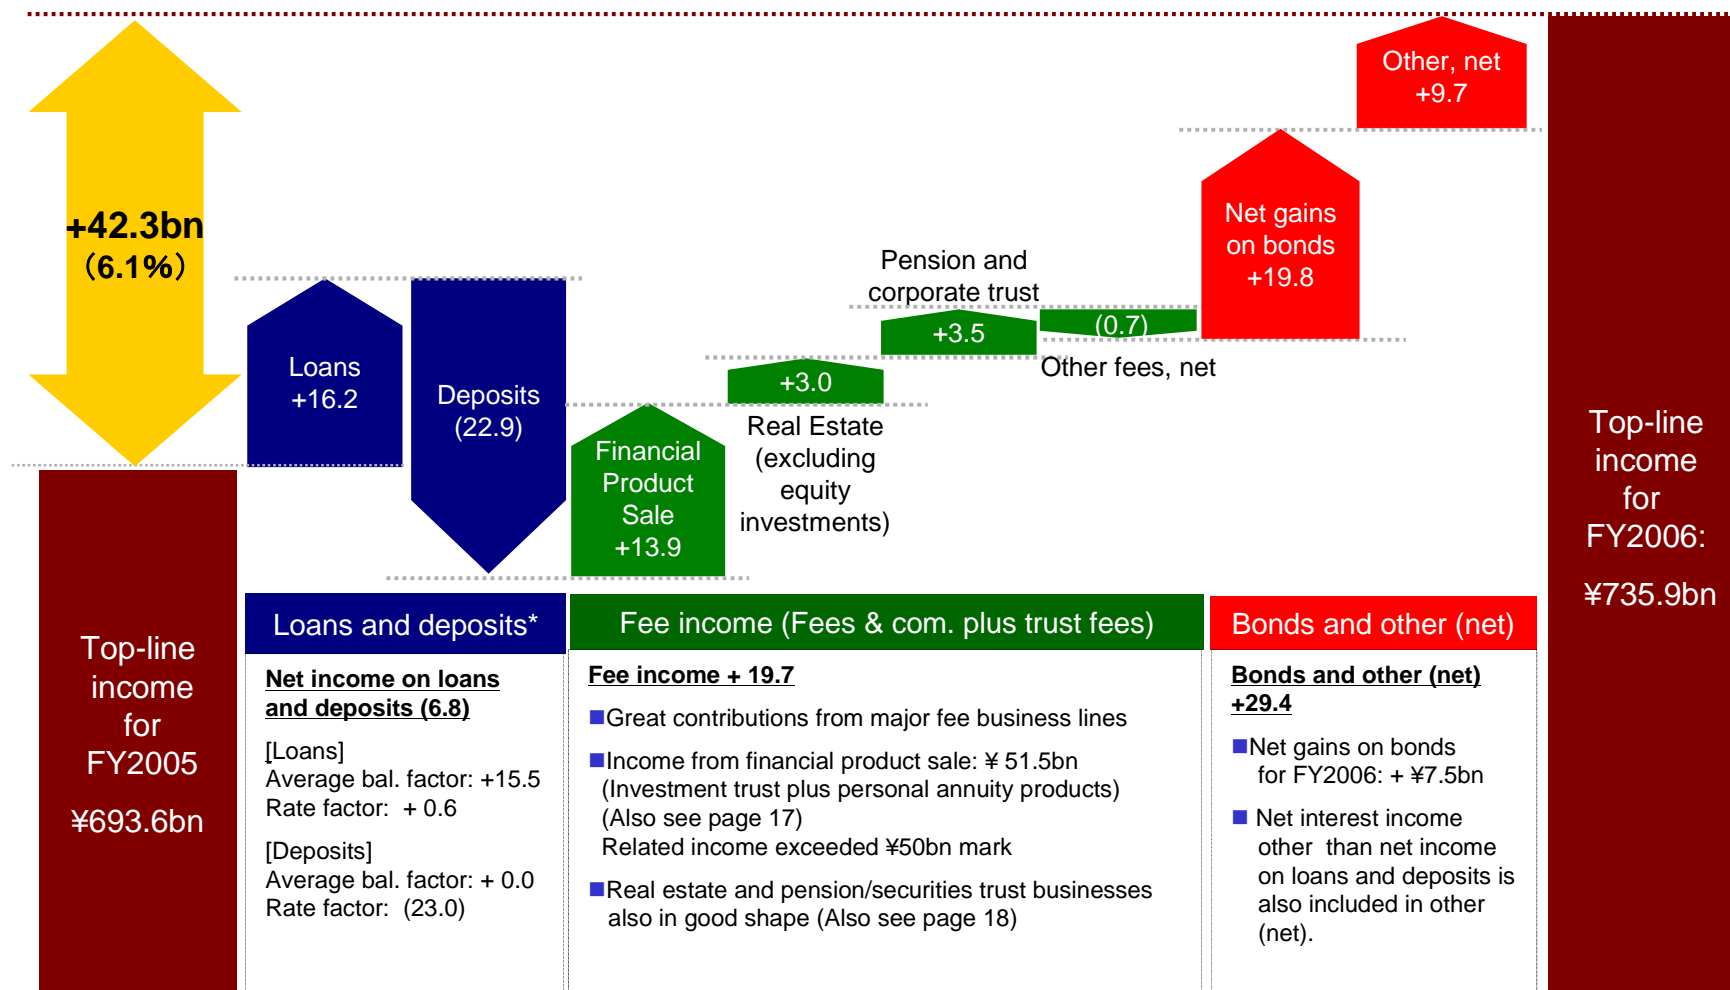 +42.3bn
(6.1%)
Loans
+16.2
Deposits
(22.9)
Financial
Product
Sale
+13.9
+3.0
Real Estate
(excluding
equity
investments)
Pension and
corporate trust
+3.5
(0.7)
Other fees, net
Net gains
on bonds
+19.8
Other, net
+9.7
Top-line
income
for
FY2005
¥693.6bn
Top-line
income
for
FY2006:
¥735.9bn
Loans and deposits*
Net income on loans
and deposits (6.8)
[Loans]
Average bal. factor: +15.5
Rate factor: + 0.6
[Deposits]
Average bal. factor: + 0.0
Rate factor: (23.0)
Fee income (Fees & com. plus trust fees)
Fee income + 19.7
■Great contributions from major fee business lines
■Income from financial product sale: ¥ 51.5bn
(Investment trust plus personal annuity products)
(Also see page 17)
Related income exceeded ¥50bn mark
■Real estate and pension/securities trust businesses
also in good shape (Also see page 18)
Bonds and other (net)
Bonds and other (net)
+29.4
■Net gains on bonds
for FY2006: + ¥7.5bn
■ Net interest income
other than net income
on loans and deposits is
also included in other
(net).